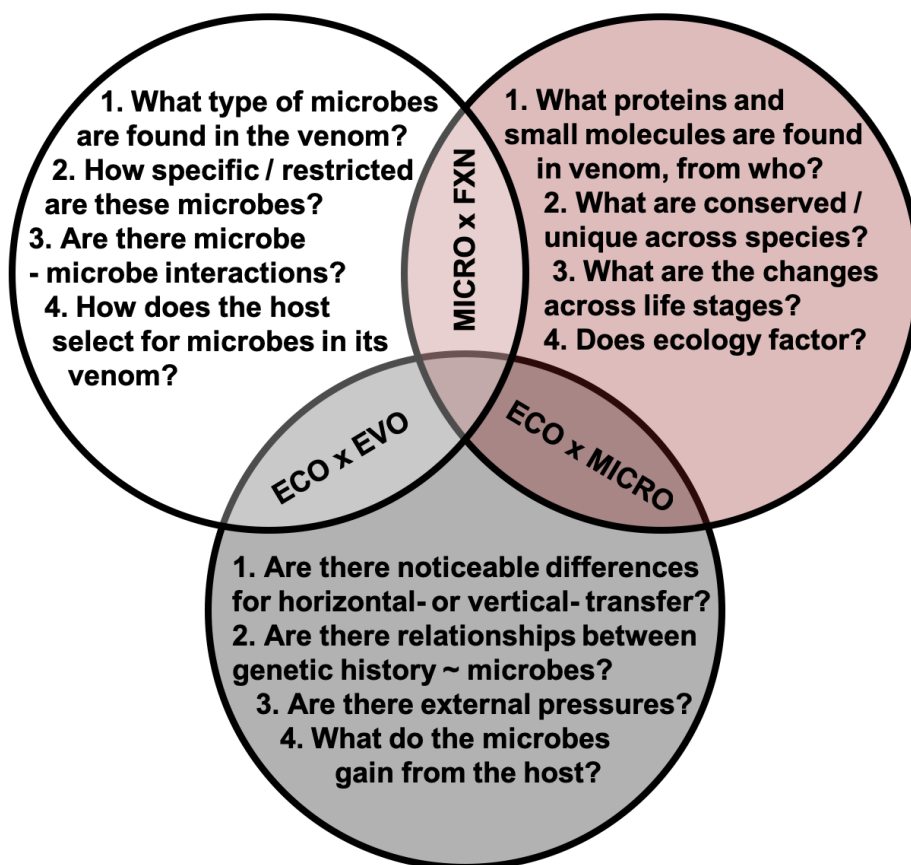 1. What type of microbes
are found in the venom?
2. How specific / restricted
are these microbes?
3. Are there microbe
- microbe interactions?
4. How does the host
select for microbes in its
venom?
MICRO x FXN
1. What proteins and
small molecules are found
in venom, from who?
2. What are conserved /
unique across species?
3. What are the changes
across life stages?
4. Does ecology factor?
ECO x EVO
ECO x MICRO
1. Are there noticeable differences
for horizontal- or vertical- transfer?
2. Are there relationships between
genetic history ~ microbes?
3. Are there external pressures?
4. What do the microbes
gain from the host?